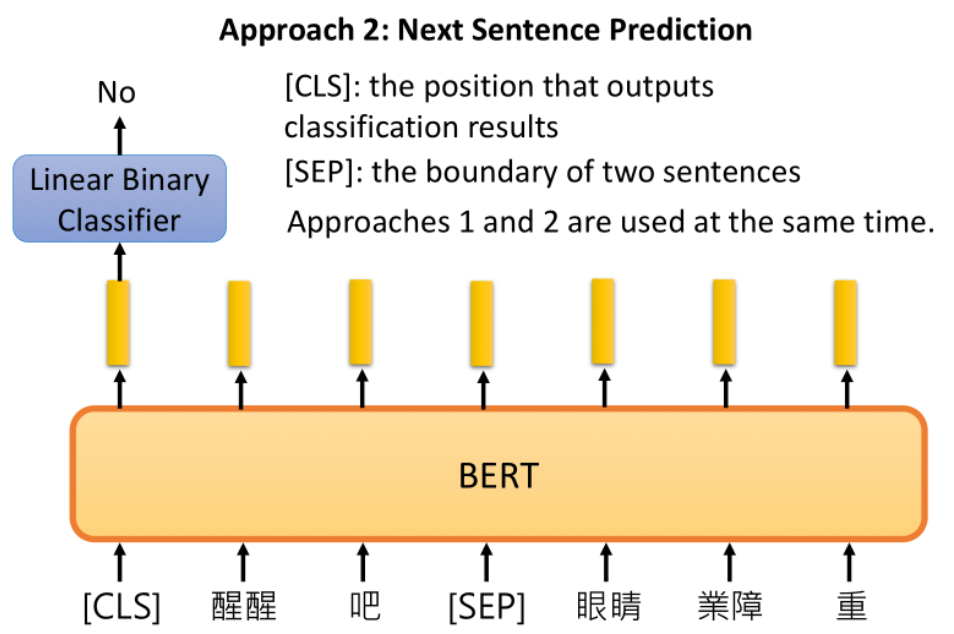 Approach 2: Next Sentence Prediction
[CLS]: the position that outputs
classification results
[SEP]: the boundary of two sentences
Approaches 1 and 2 are used at the same time.
No
Linear Binary
Classifier
BERT
[CLS] 醒醒 吧 [SEP] 眼睛 業障 重